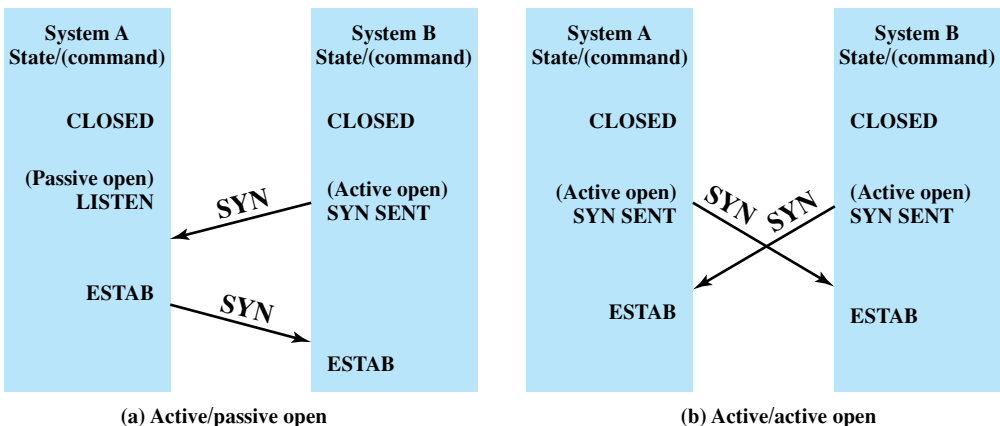 System A
State/(command)
System B
State/(command)
CLOSED
CLOSED
(Passive open)
LISTEN
SYN
(Active open)
SYN SENT
ESTAB
SYN
ESTAB
(a) Active/passive open
System A
State/(command)
System B
State/(command)
CLOSED
CLOSED
(Active open)
SYN SENT
SYN
SYN
(Active open)
SYN SENT
ESTAB
ESTAB
(b) Active/active open